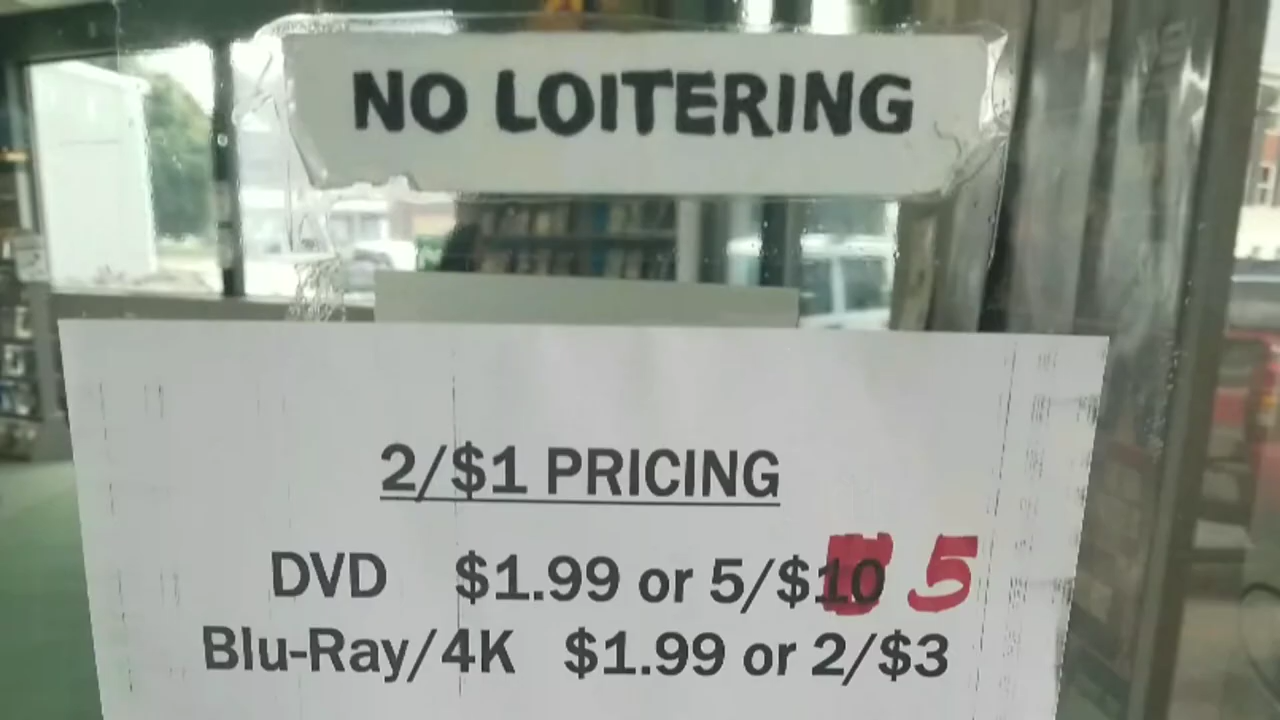 NO LOITERING
2/$1 PRICING
DVD $1.99 or 5/$10 5
Blu-Ray/4K $1.99 or 2/$3